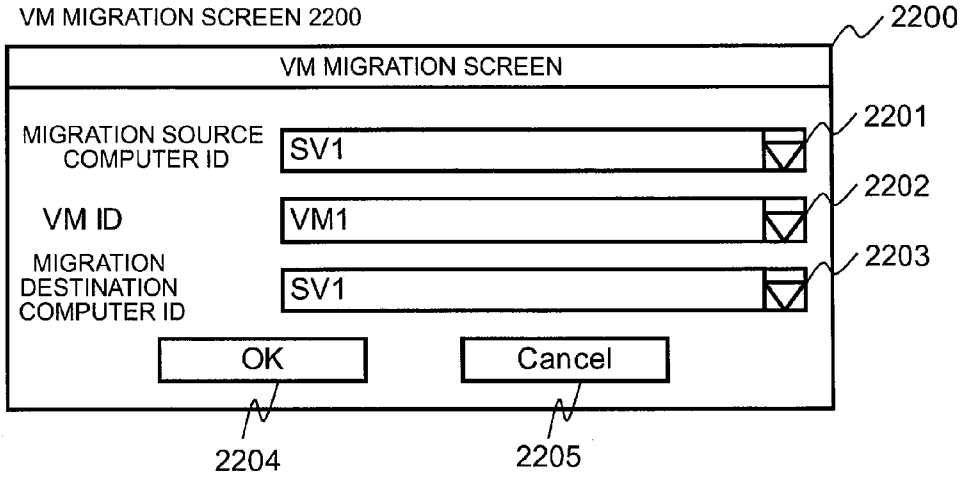 VM MIGRATION SCREEN 2200
2200
VM MIGRATION SCREEN
MIGRATION SOURCE
COMPUTER ID
SV1
2201
VM ID
VM1
2202
MIGRATION
DESTINATION
COMPUTER ID
SV1
2203
OK
Cancel
2204
2205